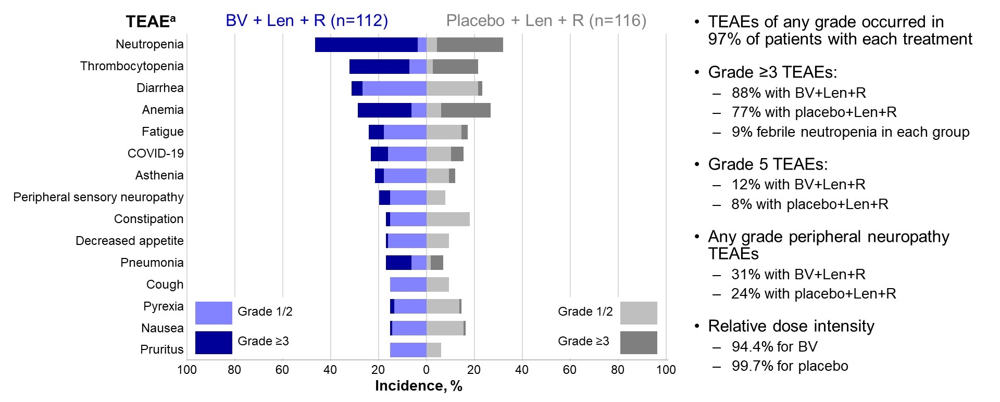 TEAEa
BV + Len + R (n=112)
Placebo + Len + R (n=116)
Neutropenia
Thrombocytopenia
Diarrhea
Anemia
Fatigue
COVID-19
Asthenia
Peripheral sensory neuropathy
Constipation
Decreased appetite
Pneumonia
Cough
Pyrexia
Nausea
Pruritus
Grade 1/2
Grade ≥3
Grade 1/2
Grade ≥3
100 80 60 40 20 0 20 40 60 80 100
Incidence, %
• TEAEs of any grade occurred in
97% of patients with each treatment
• Grade ≥3 TEAEs:
– 88% with BV+Len+R
– 77% with placebo+Len+R
– 9% febrile neutropenia in each group
• Grade 5 TEAEs:
– 12% with BV+Len+R
– 8% with placebo+Len+R
• Any grade peripheral neuropathy
TEAEs
– 31% with BV+Len+R
– 24% with placebo+Len+R
• Relative dose intensity
– 94.4% for BV
– 99.7% for placebo